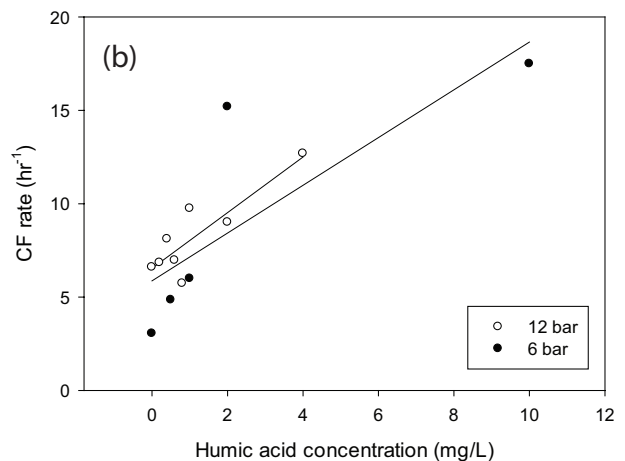 (b)
20
15
10
5
0
CF rate (hr⁻¹)
12 bar
6 bar
0 2 4 6 8 10 12
Humic acid concentration (mg/L)